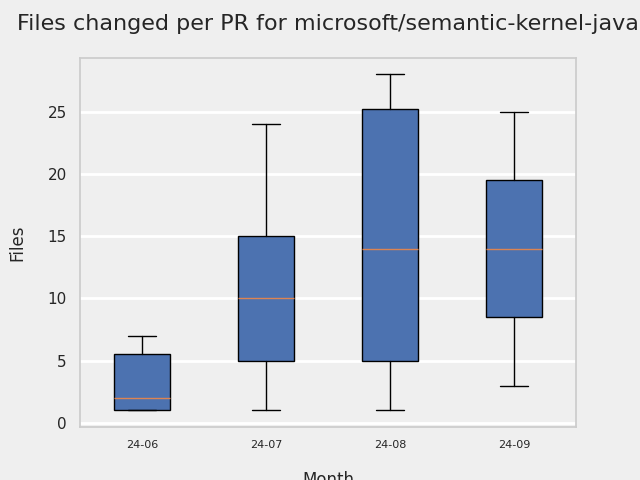 Files changed per PR for microsoft/semantic-kernel-java
Files
25
20
15
10
5
0
24-06 24-07 24-08 24-09
Month